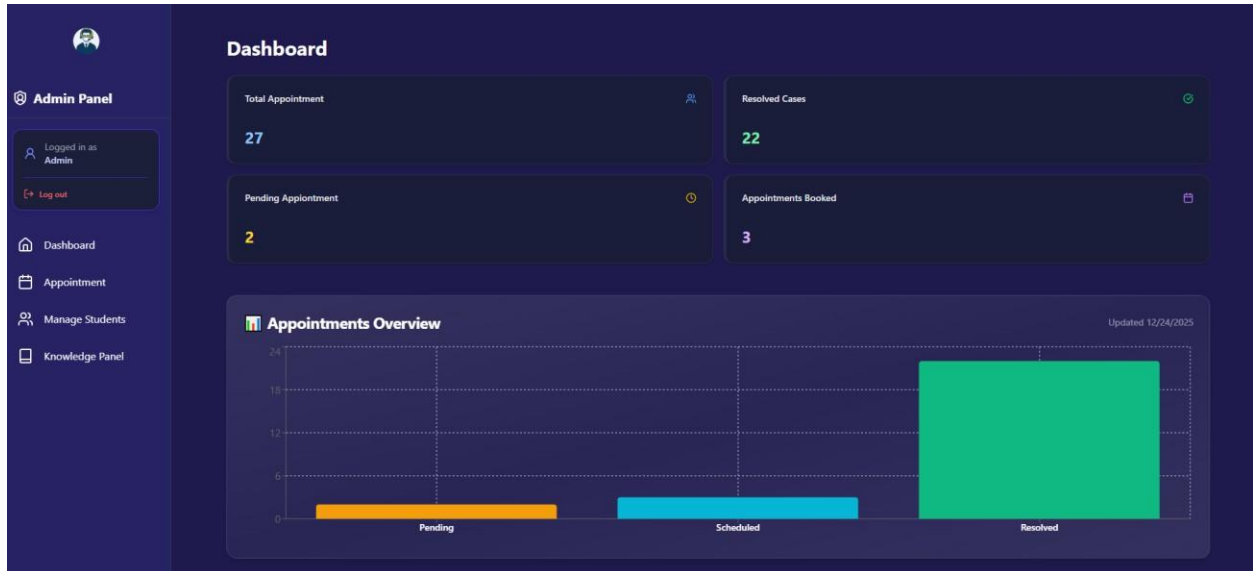 Admin Panel
Logged in as
Admin
Log out
Dashboard
Appointment
Manage Students
Knowledge Panel
Dashboard
Total Appointment
27
Resolved Cases
22
Pending Appiontment
2
Appointments Booked
3
Appointments Overview
Updated 12/24/2025
24
18
12
6
0
Pending Scheduled Resolved